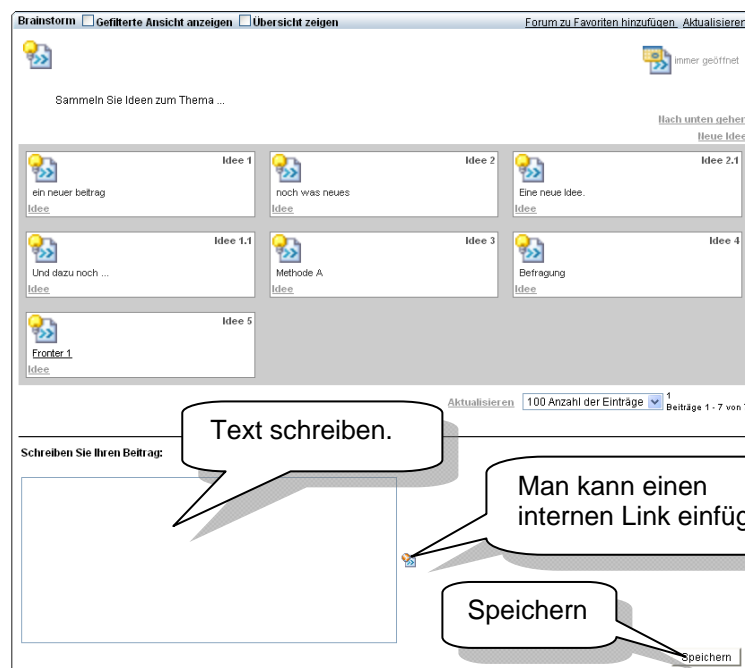 Brainstorm Gefilterte Ansicht anzeigen Übersicht zeigen Forum zu Favoriten hinzufügen Aktualisieren
immer geöffnet
Sammeln Sie Ideen zum Thema ...
Nach unten gehen
Neue Idee
Idee 1
ein neuer beitrag
Idee
Idee 2
noch was neues
Idee
Idee 2.1
Eine neue Idee.
Idee
Idee 1.1
Und dazu noch ...
Idee
Idee 3
Methode A
Idee
Idee 4
Befragung
Idee
Idee 5
Fronter 1
Idee
Aktualisieren 100 Anzahl der Einträge 1
Beiträge 1 - 7 von
Text schreiben.
Schreiben Sie Ihren Beitrag:
Man kann einen
internen Link einfüg
Speichern
Speichern